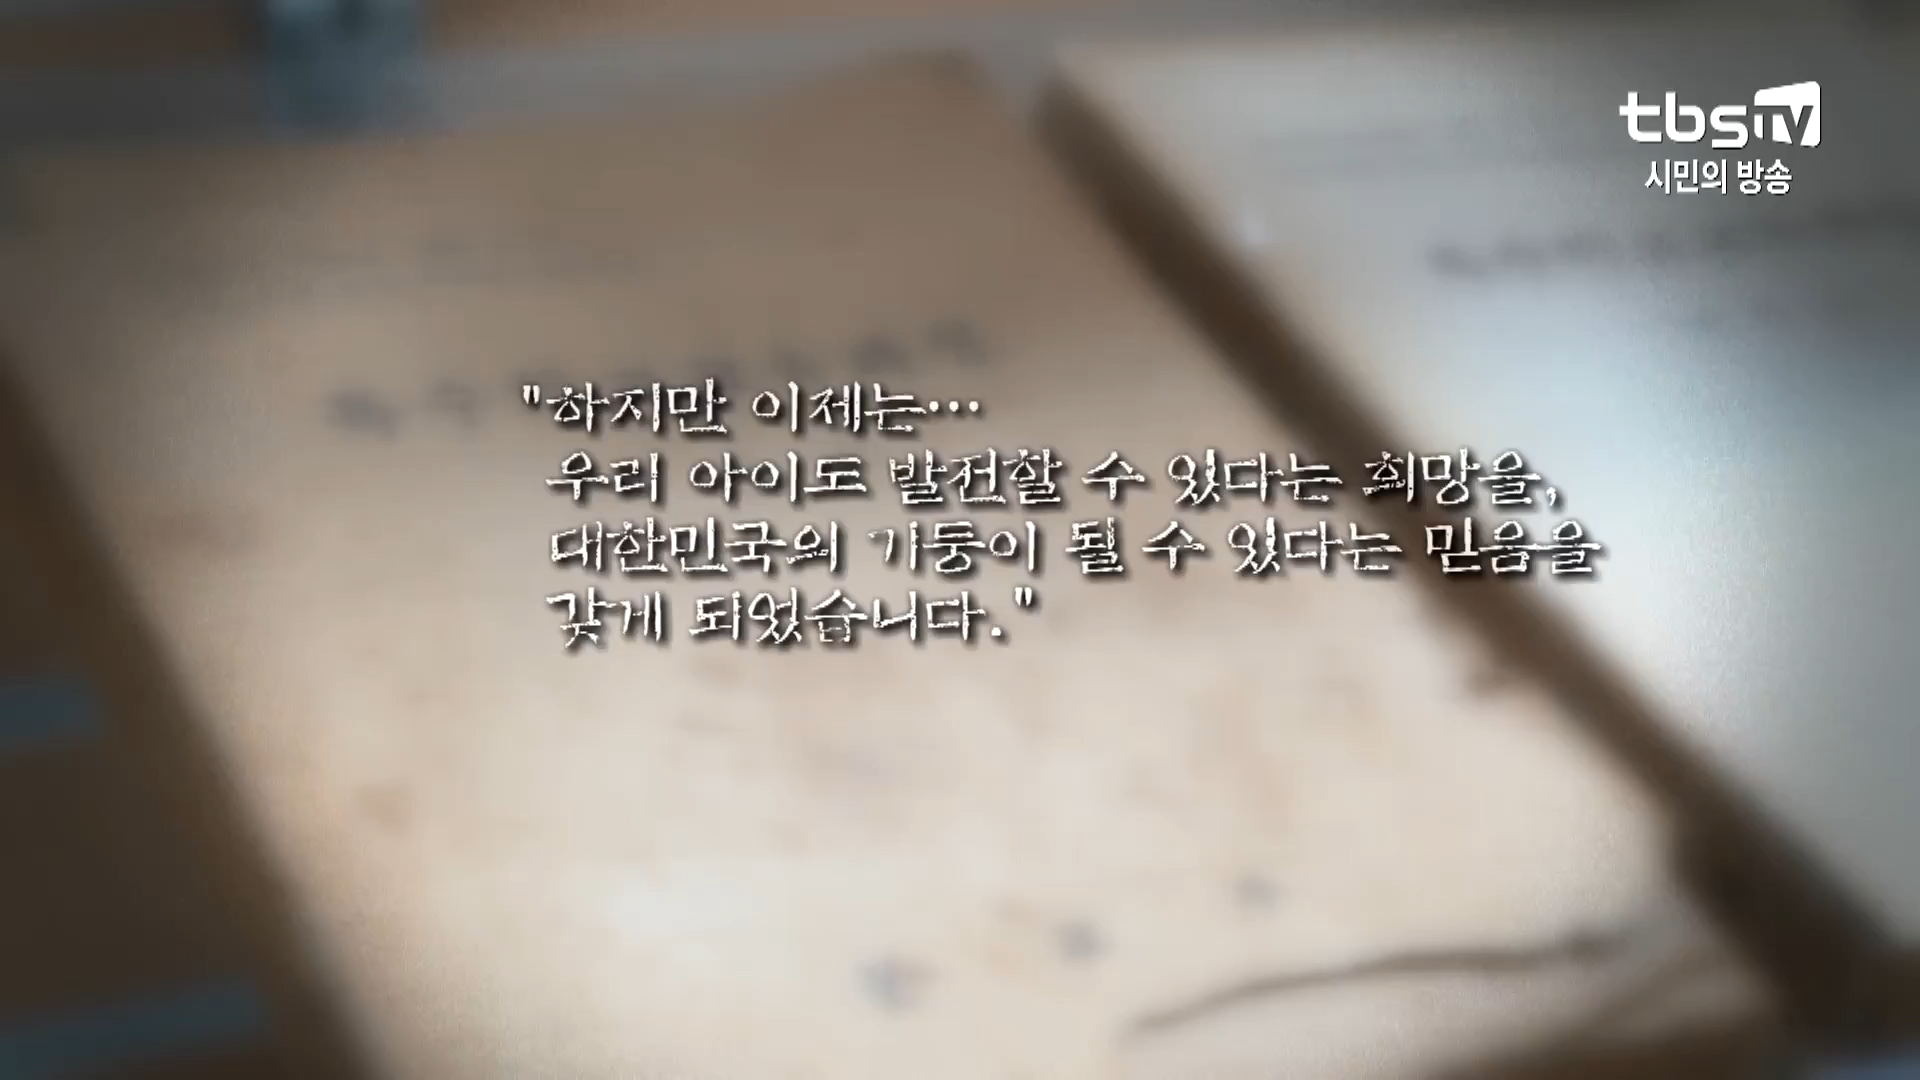 tbs TV
시민의 방송
"하지만 이제는…
우리 아이도 발전할 수 있다는 희망을,
대한민국의 기둥이 될 수 있다는 믿음을
갖게 되었습니다."